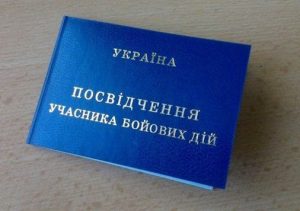 УКРАЇНА
ПОСВІДЧЕННЯ
УЧАСНИКА БОЙОВИХ ДІЙ